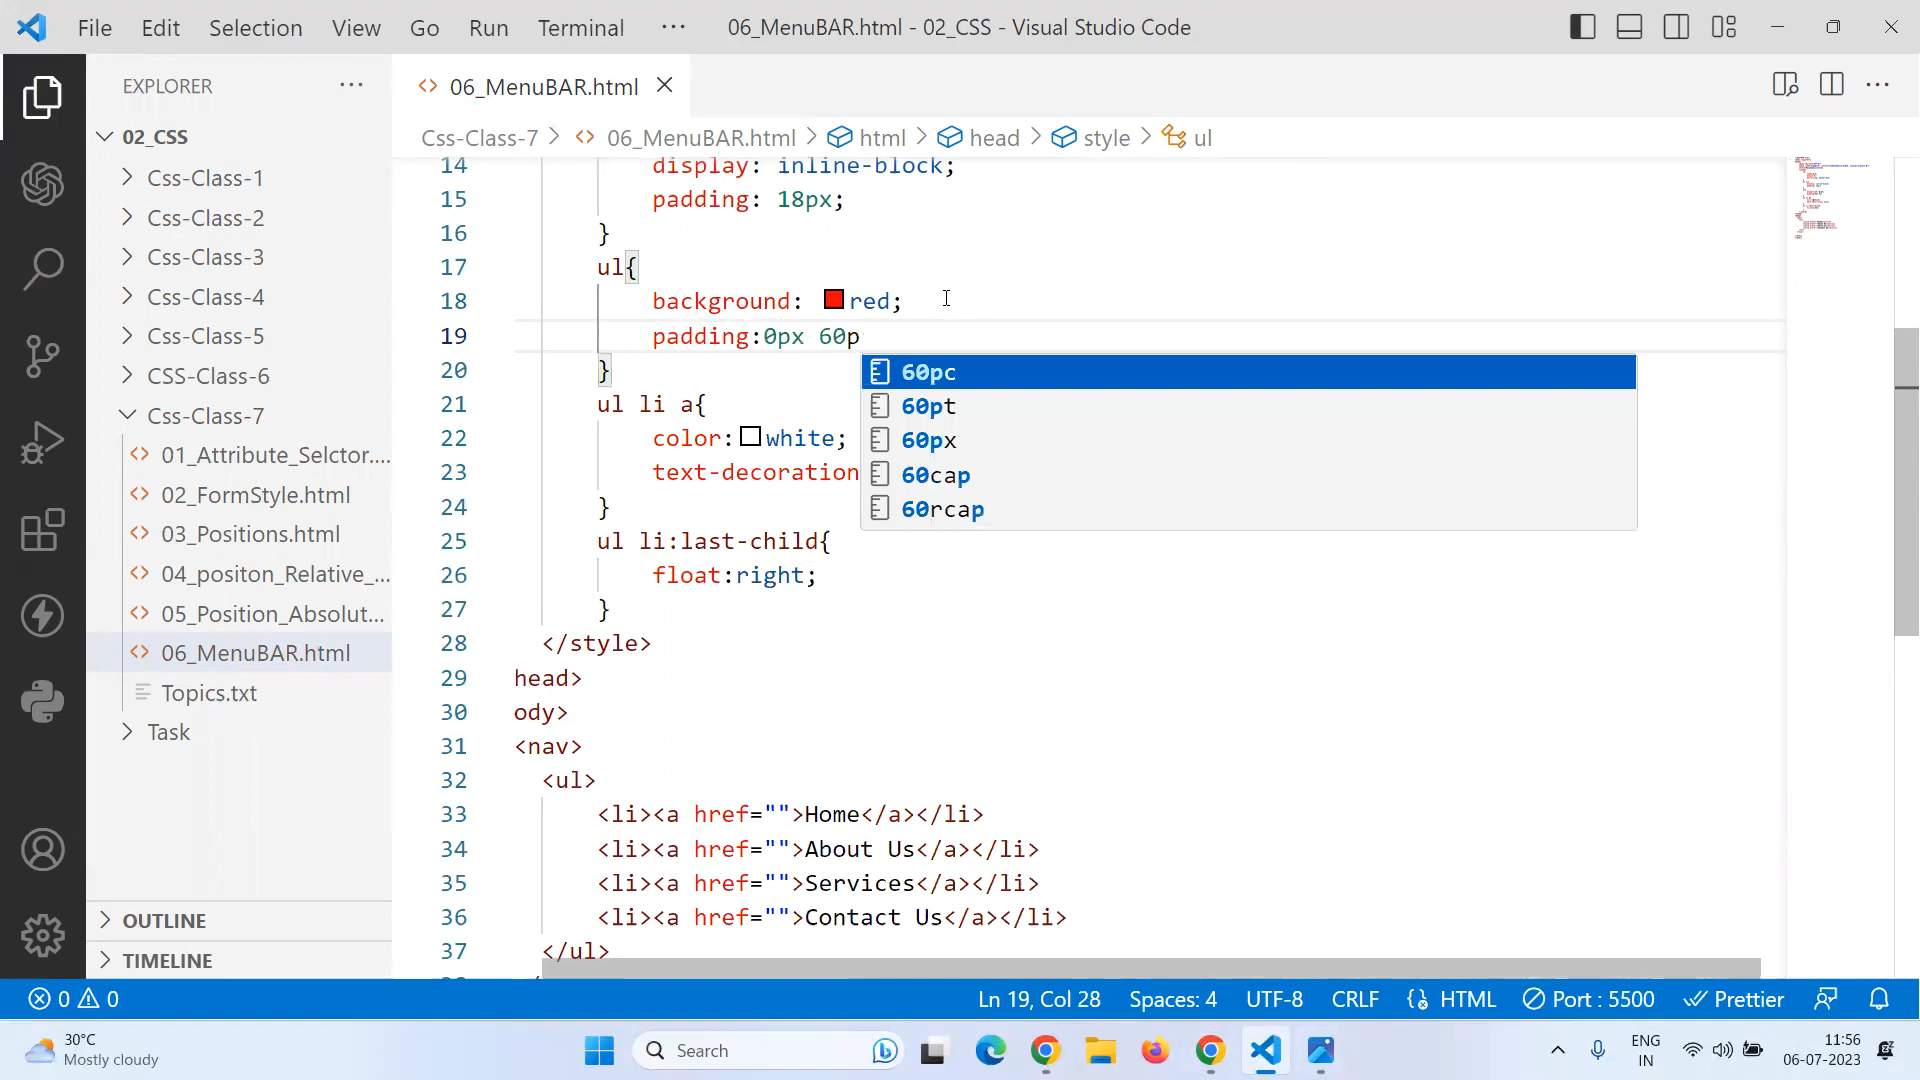 File Edit Selection View Go Run Terminal ··· 06_MenuBAR.html - 02_CSS - Visual Studio Code
EXPLORER ···
02_CSS
Css-Class-1
Css-Class-2
Css-Class-3
Css-Class-4
Css-Class-5
CSS-Class-6
Css-Class-7
01_Attribute_Selctor....
02_FormStyle.html
03_Positions.html
04_positon_Relative_...
05_Position_Absolut...
06_MenuBAR.html
Topics.txt
Task
OUTLINE
TIMELINE
<> 06_MenuBAR.html
Css-Class-7 > <> 06_MenuBAR.html > html > head > style > ul
14 display: inline-block;
15 padding: 18px;
16 }
17 ul{
18 background: red;
19 padding:0px 60p
20 }
21 ul li a{
22 color: white;
23 text-decoration
24 }
25 ul li:last-child{
26 float:right;
27 }
28 </style>
29 head>
30 ody>
31 <nav>
32 <ul>
33 <li><a href="">Home</a></li>
34 <li><a href="">About Us</a></li>
35 <li><a href="">Services</a></li>
36 <li><a href="">Contact Us</a></li>
37 </ul>
60pc
60pt
60px
60cap
60rcap
0 0 Ln 19, Col 28 Spaces: 4 UTF-8 CRLF HTML Port : 5500 Prettier
30°C
Mostly cloudy
Search
ENG
IN
11:56
06-07-2023